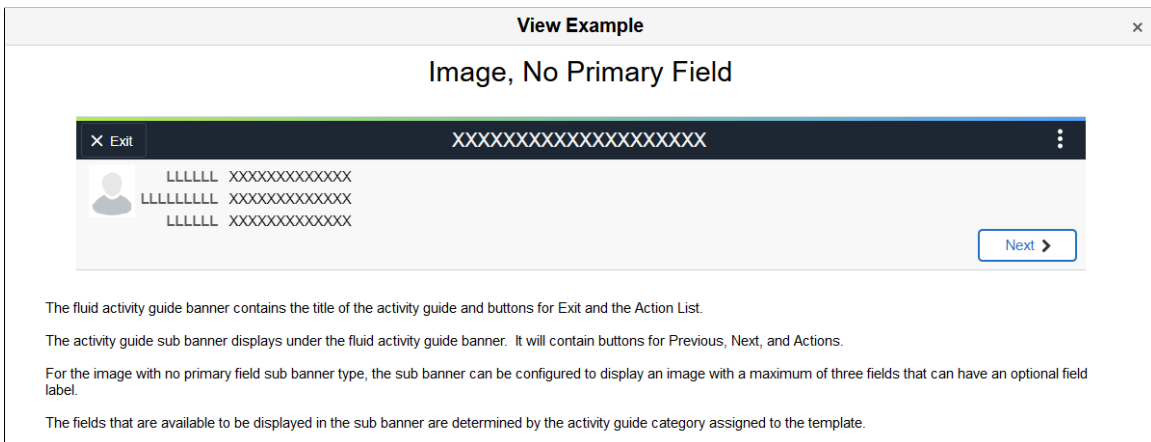 View Example
×
Image, No Primary Field
× Exit
XXXXXXXXXXXXXXXXXXXX
LLLLLL XXXXXXXXXXXXX
LLLLLLLLL XXXXXXXXXXXXX
LLLLLL XXXXXXXXXXXXX
Next
The fluid activity guide banner contains the title of the activity guide and buttons for Exit and the Action List.
The activity guide sub banner displays under the fluid activity guide banner. It will contain buttons for Previous, Next, and Actions.
For the image with no primary field sub banner type, the sub banner can be configured to display an image with a maximum of three fields that can have an optional field
label.
The fields that are available to be displayed in the sub banner are determined by the activity guide category assigned to the template.